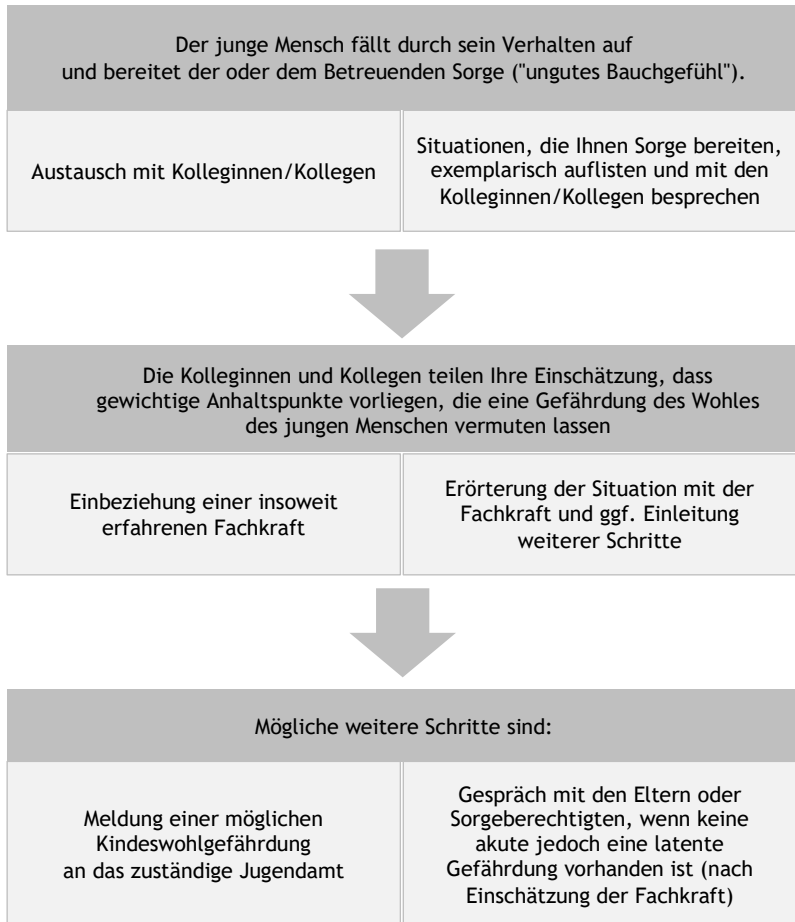 Der junge Mensch fällt durch sein Verhalten auf
und bereitet der oder dem Betreuenden Sorge ("ungutes Bauchgefühl").
Austausch mit Kolleginnen/Kollegen
Situationen, die Ihnen Sorge bereiten,
exemplarisch auflisten und mit den
Kolleginnen/Kollegen besprechen
Die Kolleginnen und Kollegen teilen Ihre Einschätzung, dass
gewichtige Anhaltspunkte vorliegen, die eine Gefährdung des Wohles
des jungen Menschen vermuten lassen
Einbeziehung einer insoweit
erfahrenen Fachkraft
Erörterung der Situation mit der
Fachkraft und ggf. Einleitung
weiterer Schritte
Mögliche weitere Schritte sind:
Meldung einer möglichen
Kindeswohlgefährdung
an das zuständige Jugendamt
Gespräch mit den Eltern oder
Sorgeberechtigten, wenn keine
akute jedoch eine latente
Gefährdung vorhanden ist (nach
Einschätzung der Fachkraft)